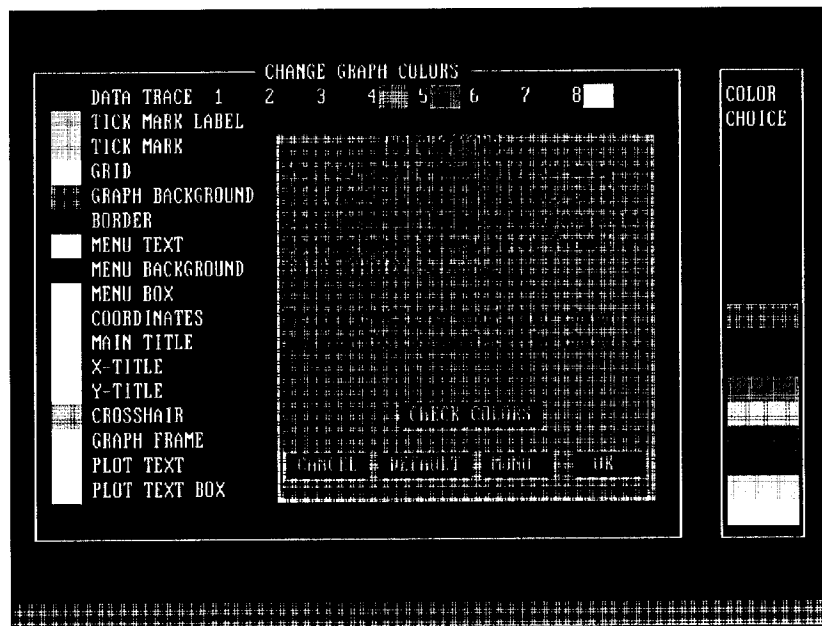 CHANGE GRAPH COLORS
DATA TRACE 1 2 3 4 5 6 7 8
TICK MARK LABEL
TICK MARK
GRID
GRAPH BACKGROUND
BORDER
MENU TEXT
MENU BACKGROUND
MENU BOX
COORDINATES
MAIN TITLE
X-TITLE
Y-TITLE
CROSSHAIR
GRAPH FRAME
PLOT TEXT
PLOT TEXT BOX
CHECK COLORS
CANCEL DEFAULT MONO OK
COLOR
CHOICE